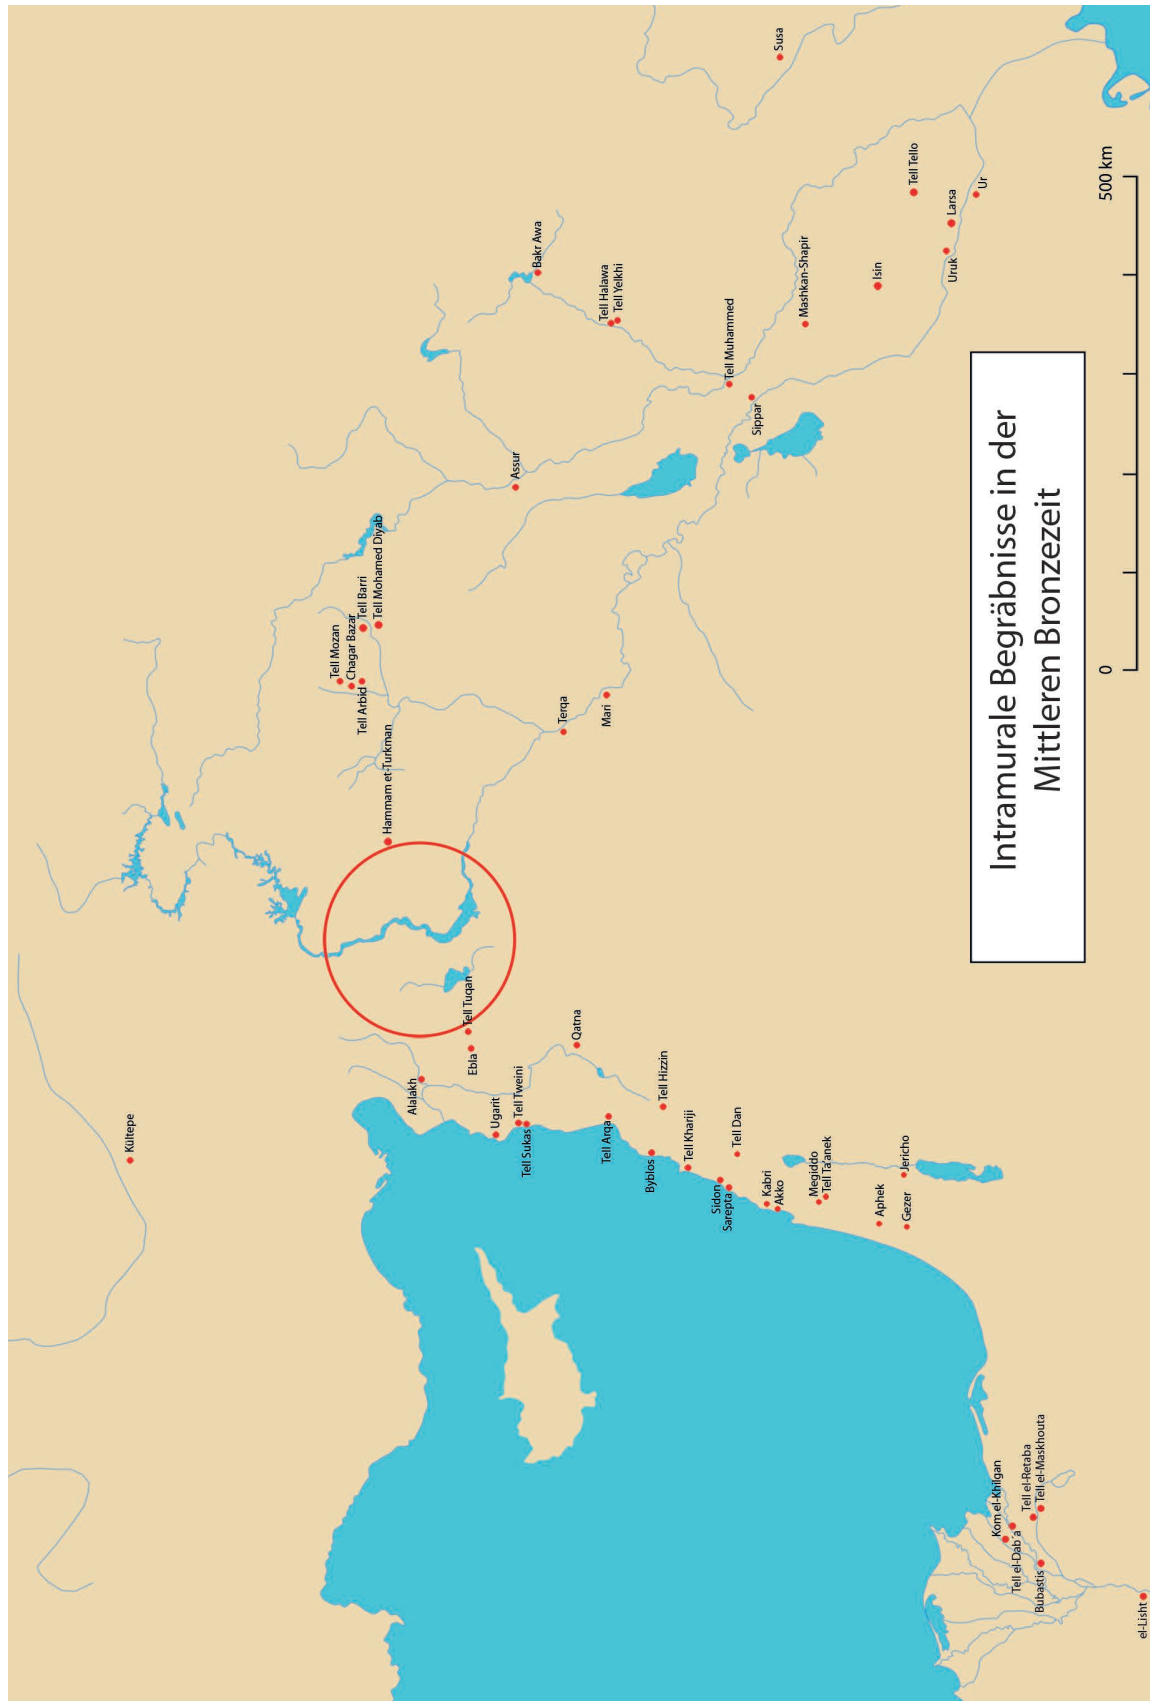 Kültepe
Tell Mozan
Chagar Bazar
Tell Barri
Tell Arbid
Tell Mohamed Diyab
Hammam et-Turkman
Assur
Bakr Awa
Susa
Tell Halawa
Tell Yelkhi
Terqa
Mari
Tell Muhammed
Sippar
Mashkan-Shapir
Isin
Tell Tello
Larsa
Uruk
Ur
Alalakh
Ebla
Tell Tuqan
Ugarit
Tell Tweini
Tell Sukas
Qatna
Tell Arqa
Tell Hizzin
Byblos
Tell Khariji
Tell Dan
Sidon
Sarepta
Kabri
Akko
Megiddo
Tell Ta'anek
Aphek
Gezer
Jericho
Kom el-Khilgan
Tell el-Dab´a
Tell el-Retaba
Tell el-Maskhouta
Bubastis
el-Lisht
Intramurale Begräbnisse in der
Mittleren Bronzezeit
0
500 km